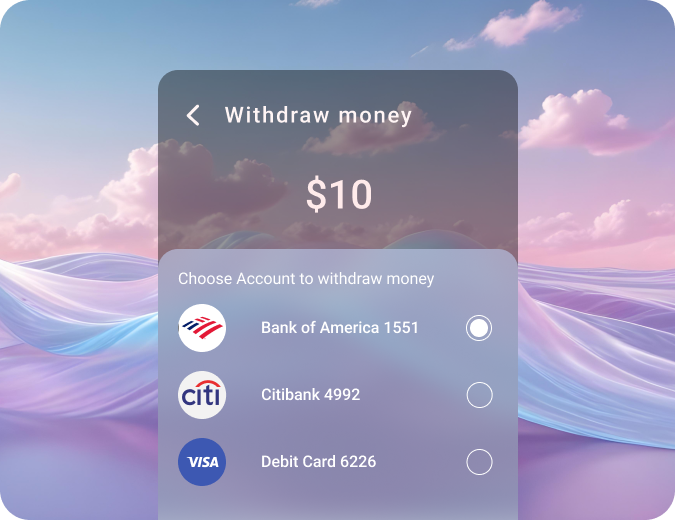 Withdraw money
$10
Choose Account to withdraw money
Bank of America 1551
citi
Citibank 4992
VISA
Debit Card 6226